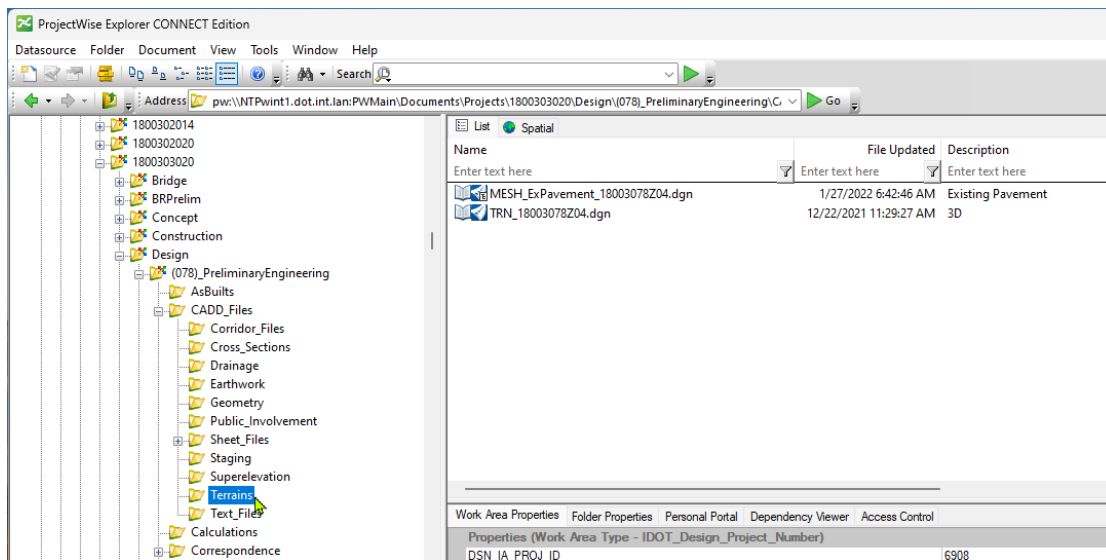 ProjectWise Explorer CONNECT Edition
Datasource Folder Document View Tools Window Help
Search
Address pw:\\NTPwint1.dot.int.lan:PWMain\Documents\Projects\1800303020\Design\(078)_PreliminaryEngineering\C Go
1800302014
1800302020
1800303020
Bridge
BRPrelim
Concept
Construction
Design
(078)_PreliminaryEngineering
AsBuilts
CADD_Files
Corridor_Files
Cross_Sections
Drainage
Earthwork
Geometry
Public_Involvement
Sheet_Files
Staging
Superelevation
Terrains
Text_Files
Calculations
Correspondence
List Spatial
Name File Updated Description
Enter text here Enter text here Enter text here
MESH_ExPavement_18003078Z04.dgn 1/27/2022 6:42:46 AM Existing Pavement
TRN_18003078Z04.dgn 12/22/2021 11:29:27 AM 3D
Work Area Properties Folder Properties Personal Portal Dependency Viewer Access Control
Properties (Work Area Type - IDOT_Design_Project_Number)
DSN_IA_PROJ_ID 6908